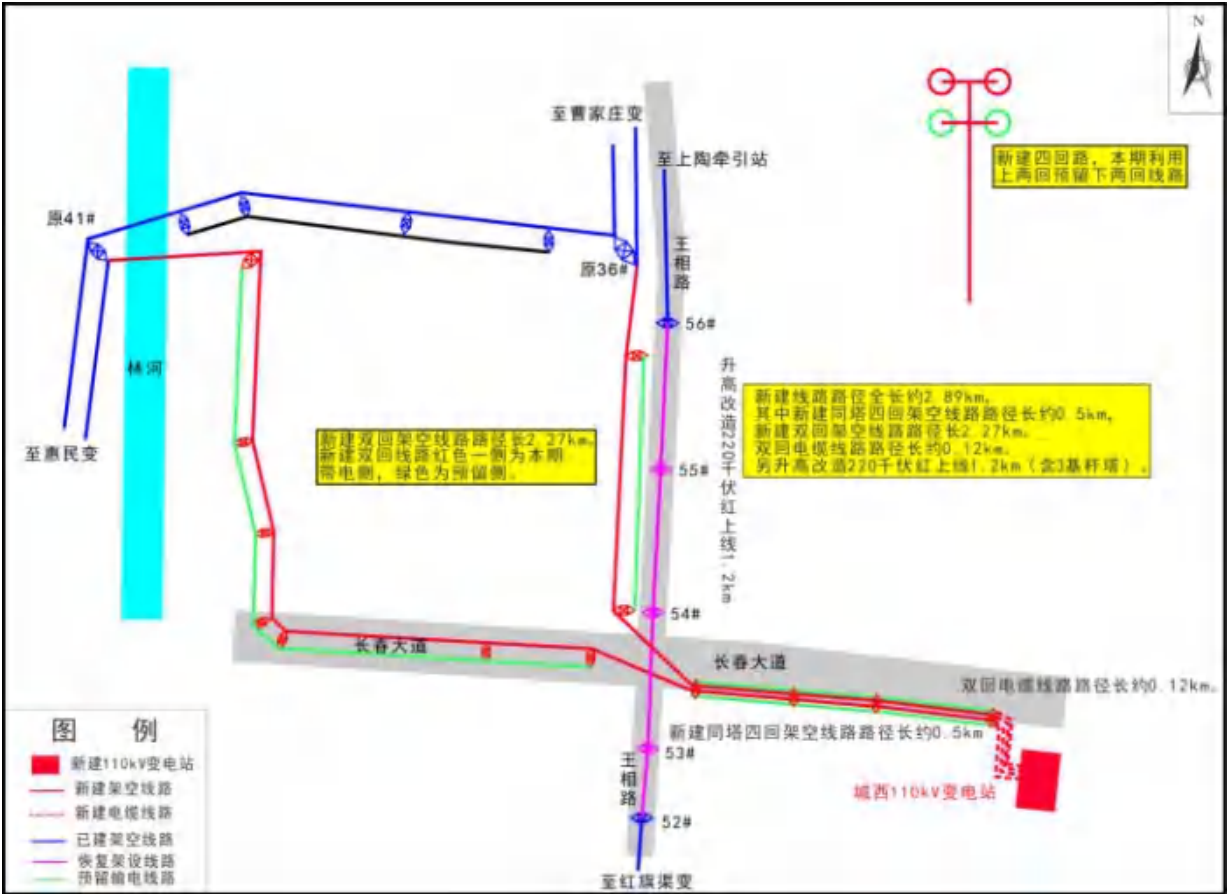 N
至曹家庄变
至上陶牵引站
新建四回路，本期利用
上两回预留下两回线路
原41#
原36#
王相路
56#
林河
升高改造220千伏红上线1.2km
新建线路路径全长约2.89km，
其中新建同塔四回架空线路路径长约0.5km，
新建双回架空线路路径长2.27km。
双回电缆线路路径长约0.12km。
另升高改造220千伏红上线1.2km（含3基杯塔）。
至惠民变
新建双回架空线路路径长2.27km。
新建双回线路红色一侧为本期
带电侧，绿色为预留侧。
55#
54#
长春大道
长春大道
双回电缆线路路径长约0.12km。
新建同塔四回架空线路路径长约0.5km
53#
王相路
城西110kV变电站
52#
至红旗渠变
图 例
新建110kV变电站
新建架空线路
新建电缆线路
已建架空线路
恢复架设线路
预留输电线路